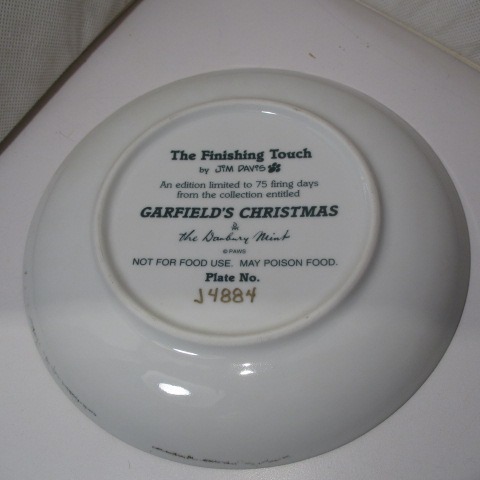 The Finishing Touch
by JIM DAVIS
An edition limited to 75 firing days
from the collection entitled
GARFIELD'S CHRISTMAS
&
the Danbury Mint
© PAWS
NOT FOR FOOD USE. MAY POISON FOOD.
Plate No.
J4884